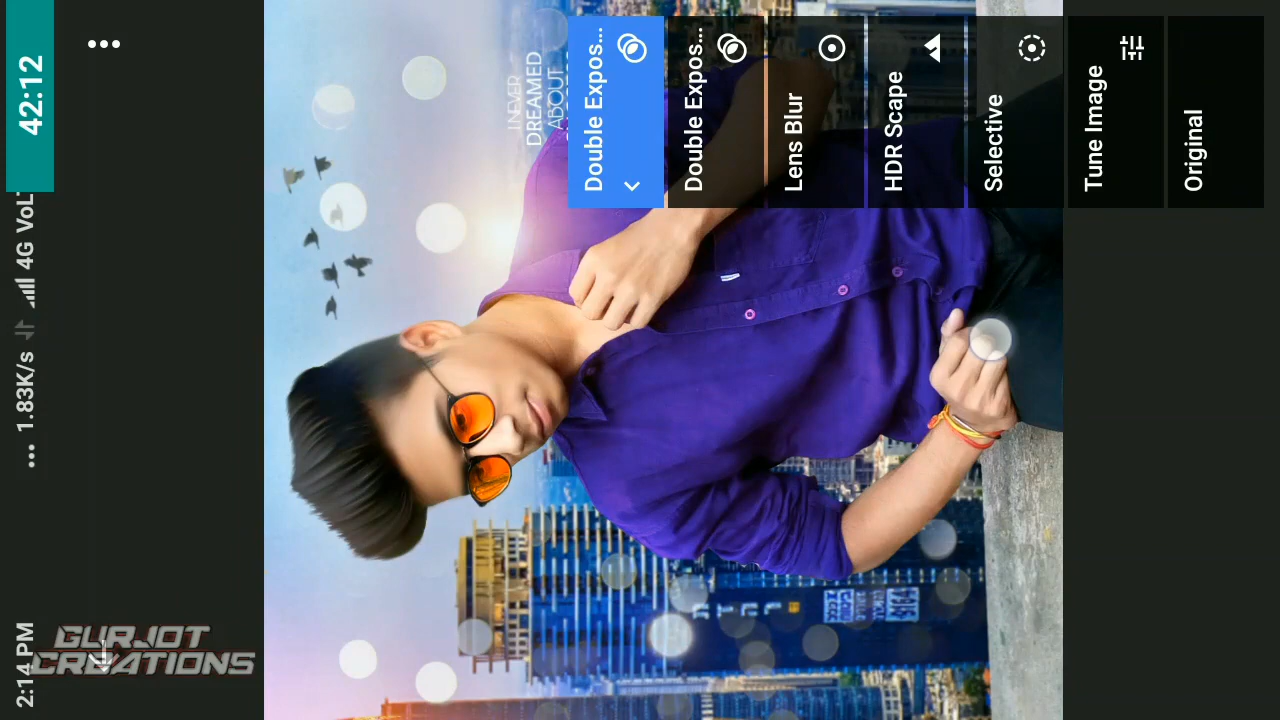 2:14 PM
... 1.83K/s
4G VoL
42:12
GURJOT
CREATIONS
I NEVER
DREAMED
ABOUT
Double Expos...
Double Expos...
Lens Blur
HDR Scape
Selective
Tune Image
Original